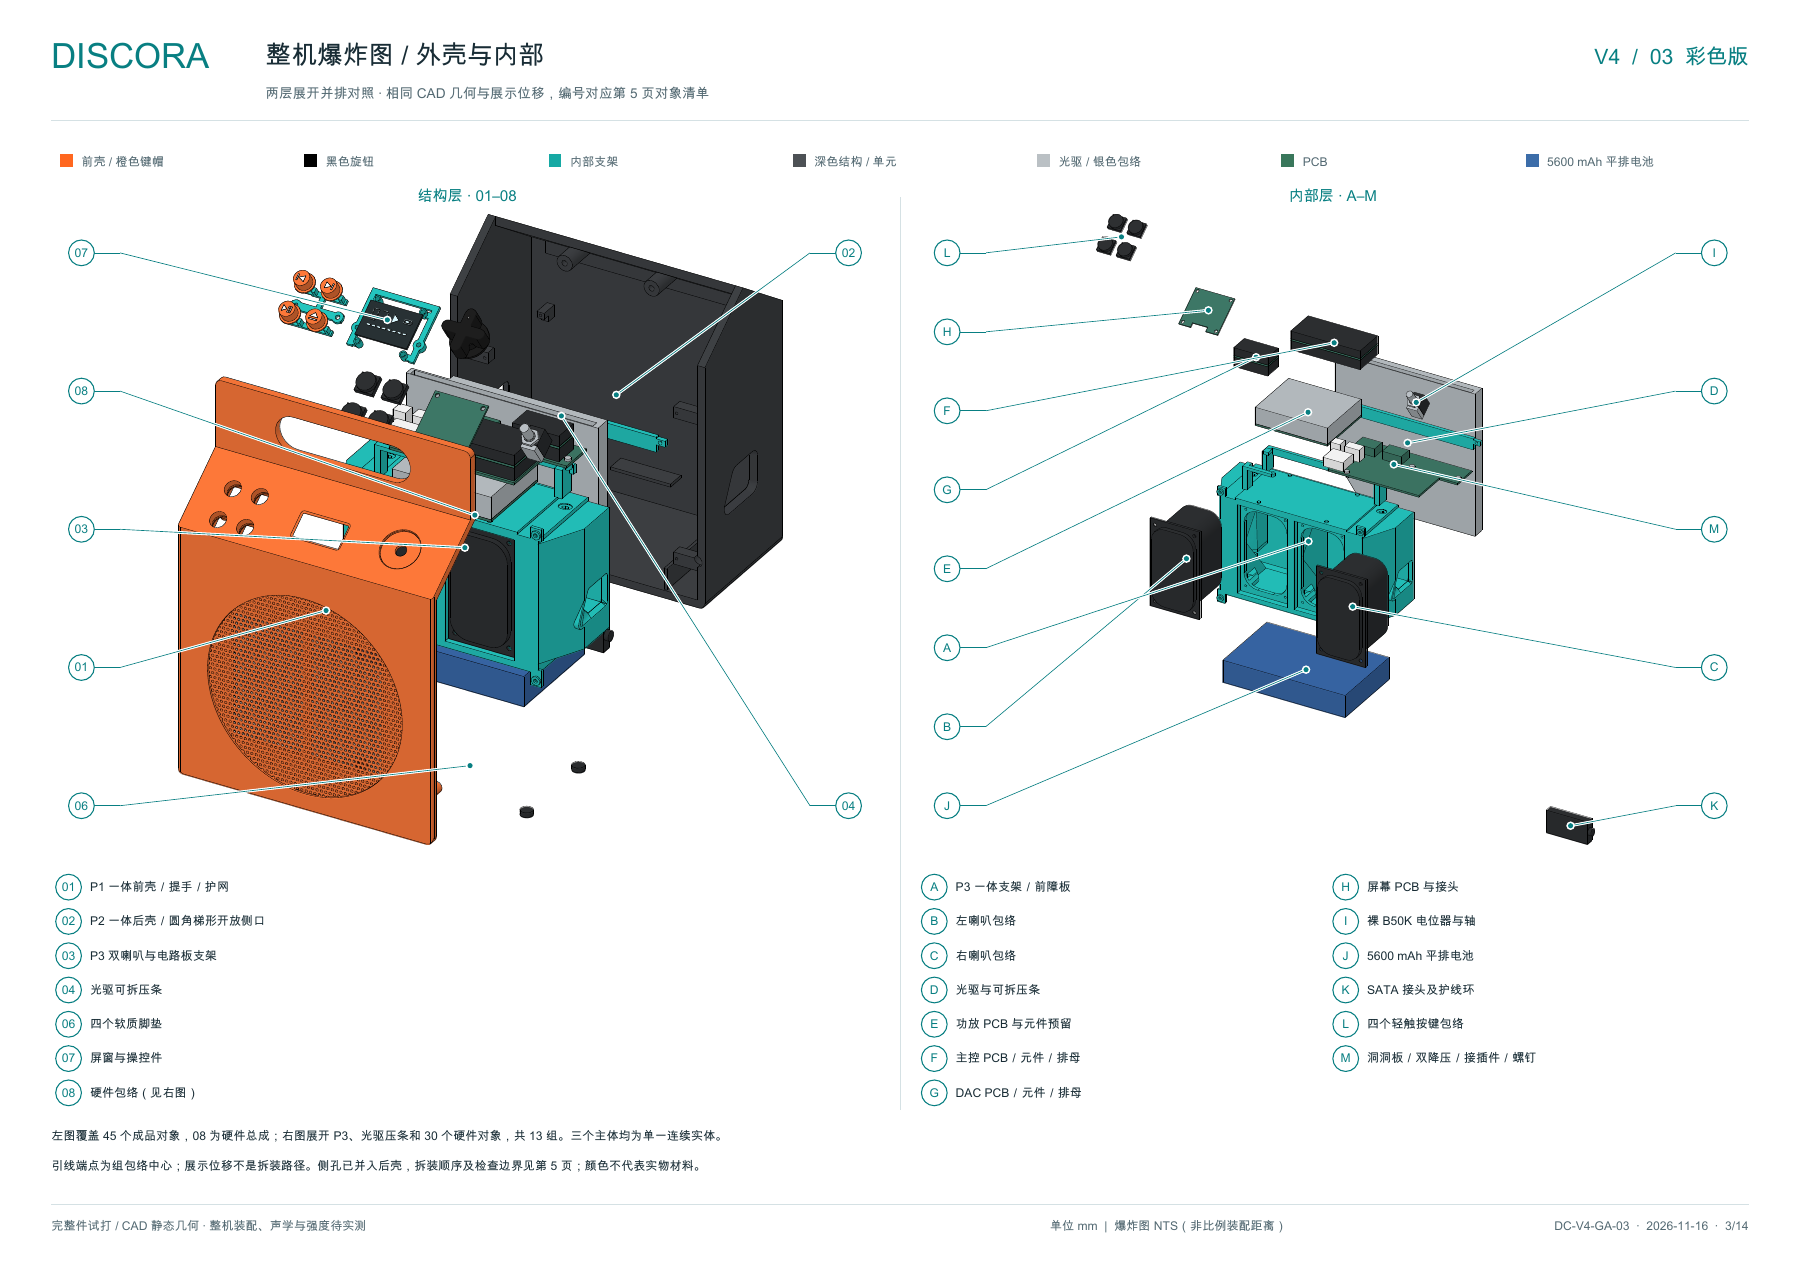 DISCORA
整机爆炸图 / 外壳与内部
V4 / 03 彩色版
两层展开并排对照 · 相同 CAD 几何与展示位移，编号对应第 5 页对象清单
前壳 / 橙色键帽
黑色旋钮
内部支架
深色结构 / 单元
光驱 / 银色包络
PCB
5600 mAh 平排电池
结构层 · 01–08
07
02
08
03
01
06
04
内部层 · A–M
L
I
H
F
D
G
M
E
A
C
B
J
K
01 P1 一体前壳 / 提手 / 护网
02 P2 一体后壳 / 圆角梯形开放侧口
03 P3 双喇叭与电路板支架
04 光驱可拆压条
06 四个软质脚垫
07 屏窗与操控件
08 硬件包络（见右图）
A P3 一体支架 / 前障板
B 左喇叭包络
C 右喇叭包络
D 光驱与可拆压条
E 功放 PCB 与元件预留
F 主控 PCB / 元件 / 排母
G DAC PCB / 元件 / 排母
H 屏幕 PCB 与接头
I 裸 B50K 电位器与轴
J 5600 mAh 平排电池
K SATA 接头及护线环
L 四个轻触按键包络
M 洞洞板 / 双降压 / 接插件 / 螺钉
左图覆盖 45 个成品对象，08 为硬件总成；右图展开 P3、光驱压条和 30 个硬件对象，共 13 组。三个主体均为单一连续实体。
引线端点为组包络中心；展示位移不是拆装路径。侧孔已并入后壳，拆装顺序及检查边界见第 5 页；颜色不代表实物材料。
完整件试打 / CAD 静态几何 · 整机装配、声学与强度待实测
单位 mm | 爆炸图 NTS（非比例装配距离）
DC-V4-GA-03 · 2026-11-16 · 3/14